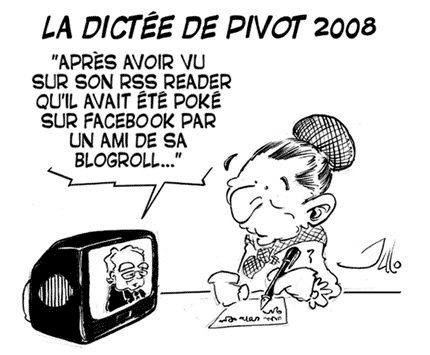 LA DICTÉE DE PIVOT 2008
"APRÈS AVOIR VU
SUR SON RSS READER
QU'IL AVAIT ÉTÉ POKÉ
SUR FACEBOOK PAR
UN AMI DE SA
BLOGROLL..."
?